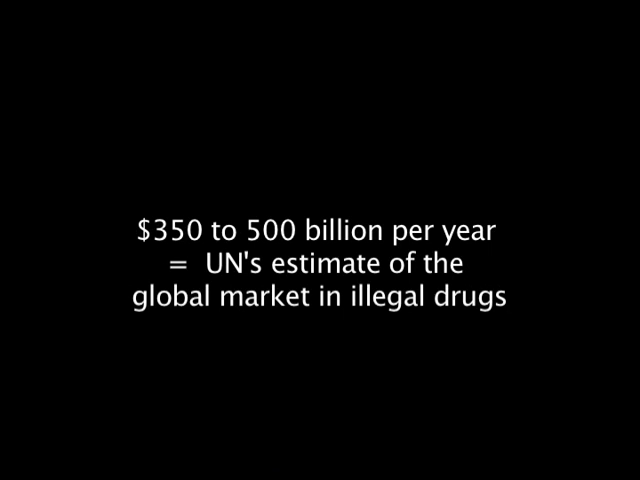 $350 to 500 billion per year
= UN's estimate of the
global market in illegal drugs